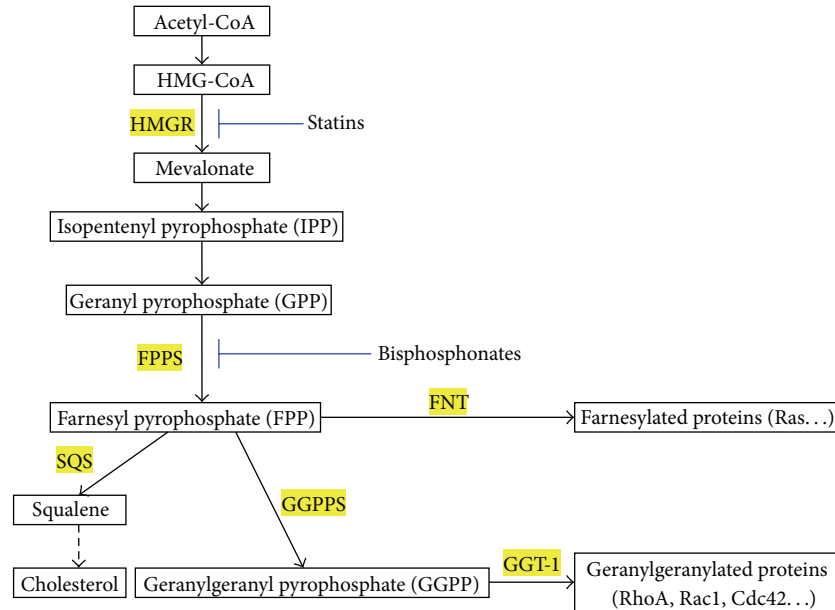 Acetyl-CoA
HMG-CoA
HMGR
Statins
Mevalonate
Isopentenyl pyrophosphate (IPP)
Geranyl pyrophosphate (GPP)
FPPS
Bisphosphonates
FNT
Farnesyl pyrophosphate (FPP)
Farnesylated proteins (Ras. . .)
SQS
GGPPS
Squalene
GGT-1
Cholesterol
Geranylgeranyl pyrophosphate (GGPP)
Geranylgeranylated proteins
(RhoA, Rac1, Cdc42. . .)